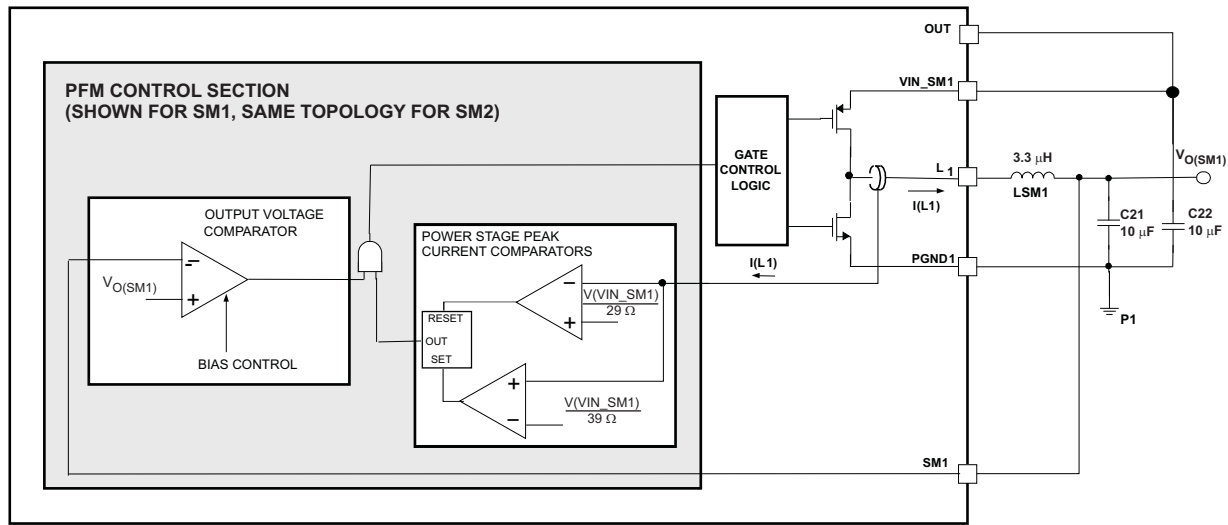 OUT
PFM CONTROL SECTION
(SHOWN FOR SM1, SAME TOPOLOGY FOR SM2)
VIN_SM1
GATE
CONTROL
LOGIC
L1
I(L1)
3.3 μH
LSM1
VO(SM1)
C21
10 μF
C22
10 μF
OUTPUT VOLTAGE
COMPARATOR
–
VO(SM1)
+
BIAS CONTROL
POWER STAGE PEAK
CURRENT COMPARATORS
I(L1)
PGND1
P1
–
V(VIN_SM1)
29 Ω
+
RESET
OUT
SET
+
–
V(VIN_SM1)
39 Ω
SM1